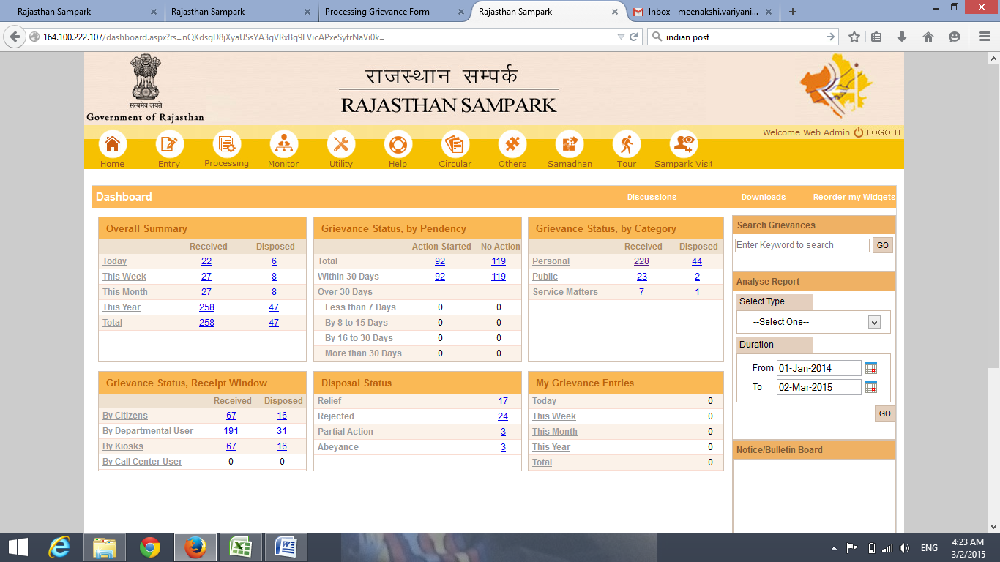 Rajasthan Sampark
Rajasthan Sampark
Processing Grievance Form
Rajasthan Sampark
Inbox - meenakshi.variyani...
164.100.222.107/dashboard.aspx?rs=nQKdsgD8jXyaUSsYA3gVRxBq9EVicAPxeSytrNaVi0k=
indian post
सत्यमेव जयते
Government of Rajasthan
राजस्थान सम्पर्क
RAJASTHAN SAMPARK
Welcome Web Admin LOGOUT
Home Entry Processing Monitor Utility Help Circular Others Samadhan Tour Sampark Visit
Dashboard Discussions Downloads Reorder my Widgets
Overall Summary
Received Disposed
Today 22 6
This Week 27 8
This Month 27 8
This Year 258 47
Total 258 47
Grievance Status, by Pendency
Action Started No Action
Total 92 119
Within 30 Days 92 119
Over 30 Days
Less than 7 Days 0 0
By 8 to 15 Days 0 0
By 16 to 30 Days 0 0
More than 30 Days 0 0
Grievance Status, by Category
Received Disposed
Personal 228 44
Public 23 2
Service Matters 7 1
Search Grievances
Enter Keyword to search GO
Analyse Report
Select Type
--Select One--
Duration
From 01-Jan-2014
To 02-Mar-2015
GO
Notice/Bulletin Board
Grievance Status, Receipt Window
Received Disposed
By Citizens 67 16
By Departmental User 191 31
By Kiosks 67 16
By Call Center User 0 0
Disposal Status
Relief 17
Rejected 24
Partial Action 3
Abeyance 3
My Grievance Entries
Today 0
This Week 0
This Month 0
This Year 0
Total 0
ENG
4:23 AM
3/2/2015